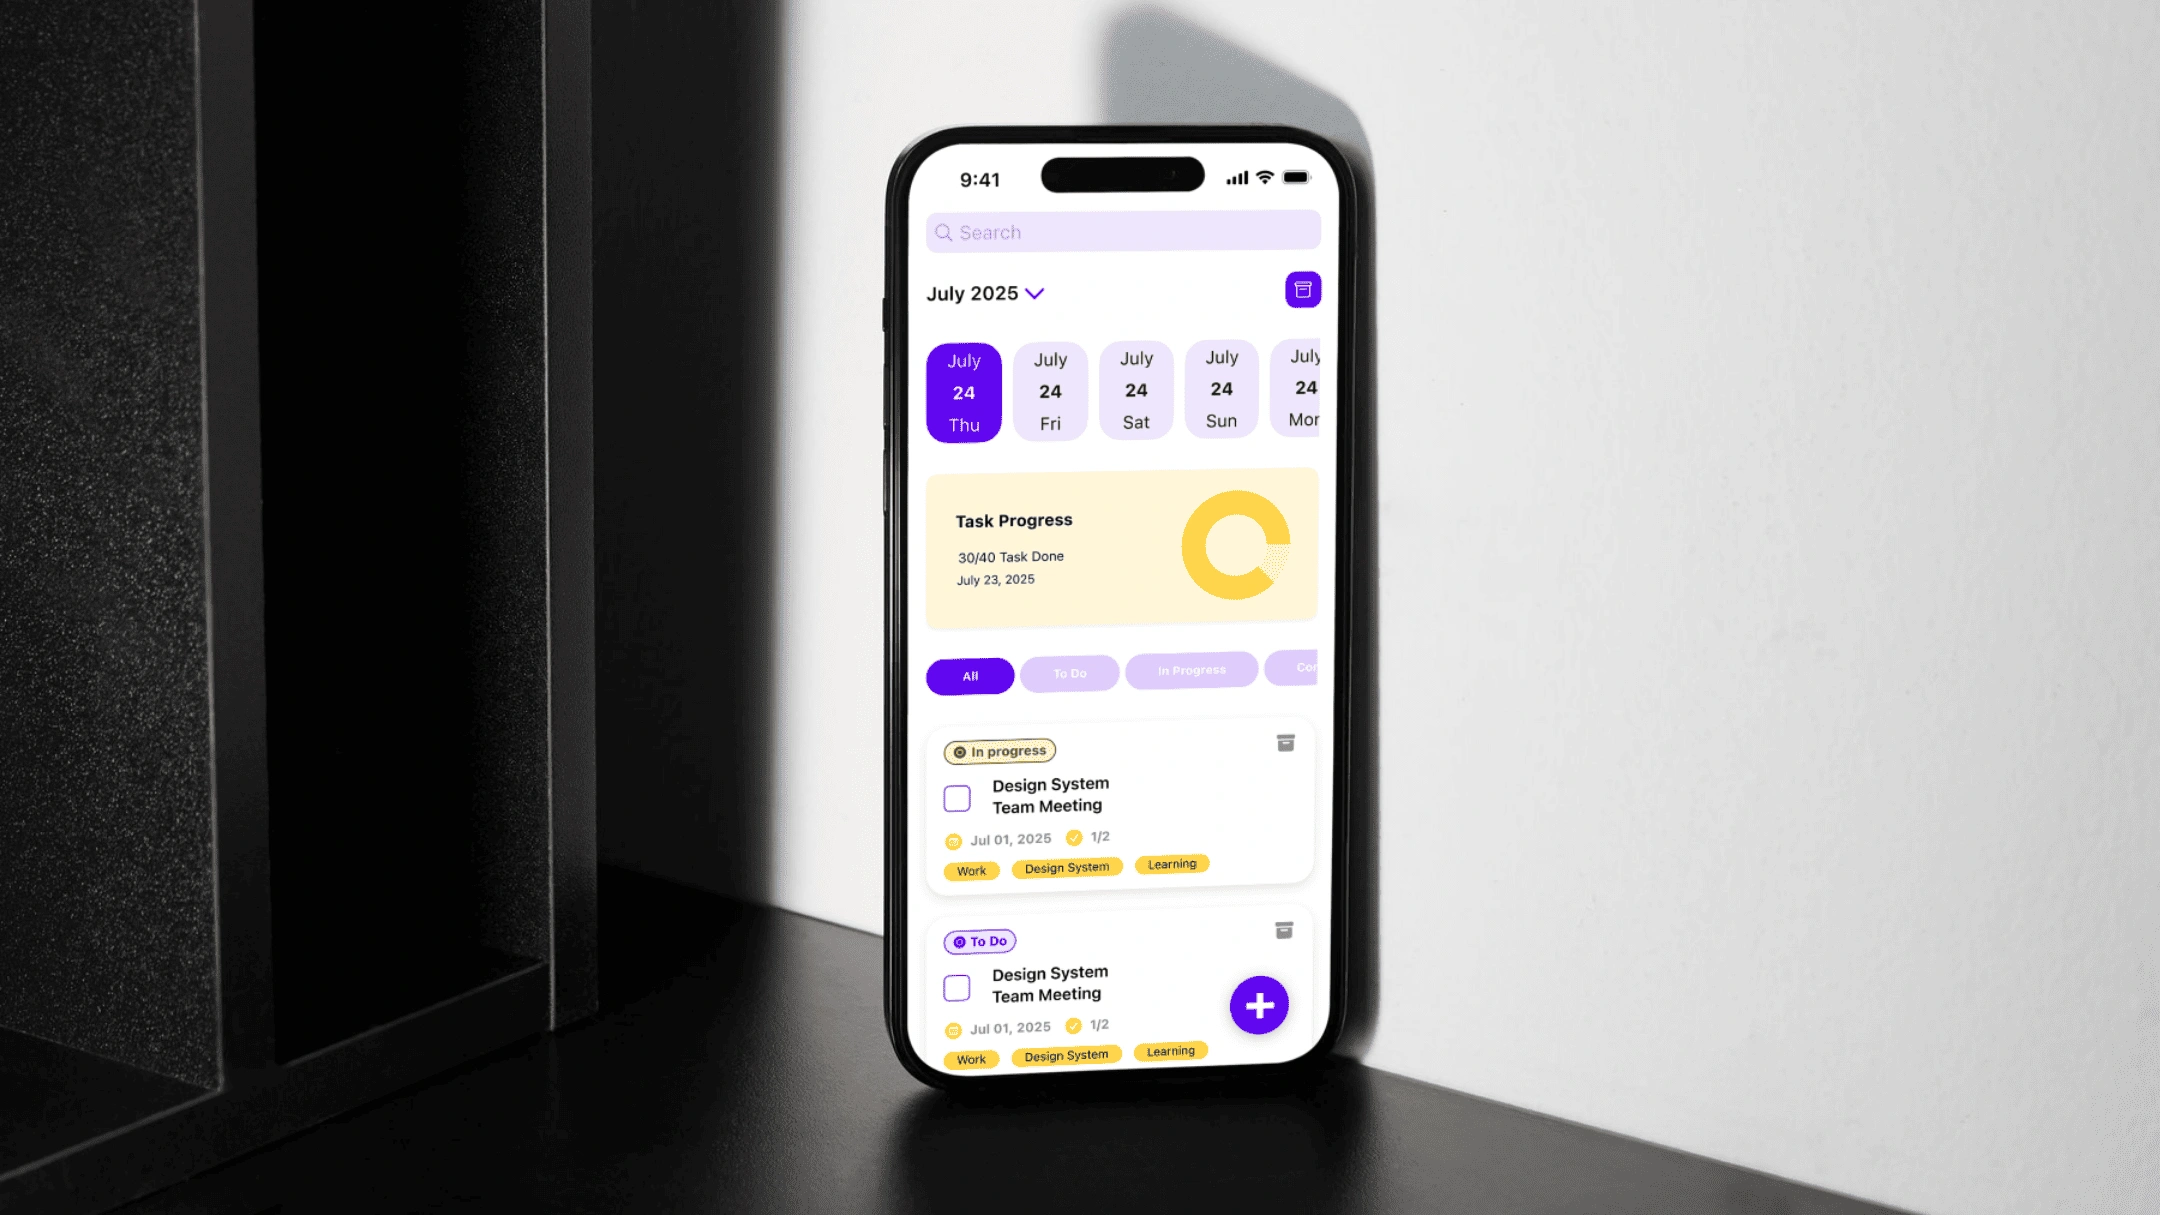 9:41
Search
July 2025
July July July July July
24 24 24 24 24
Thu Fri Sat Sun Mon
Task Progress
30/40 Task Done
July 23, 2025
All To Do In Progress Con
In progress
Design System
Team Meeting
Jul 01, 2025 1/2
Work Design System Learning
To Do
Design System
Team Meeting
Jul 01, 2025 1/2
Work Design System Learning